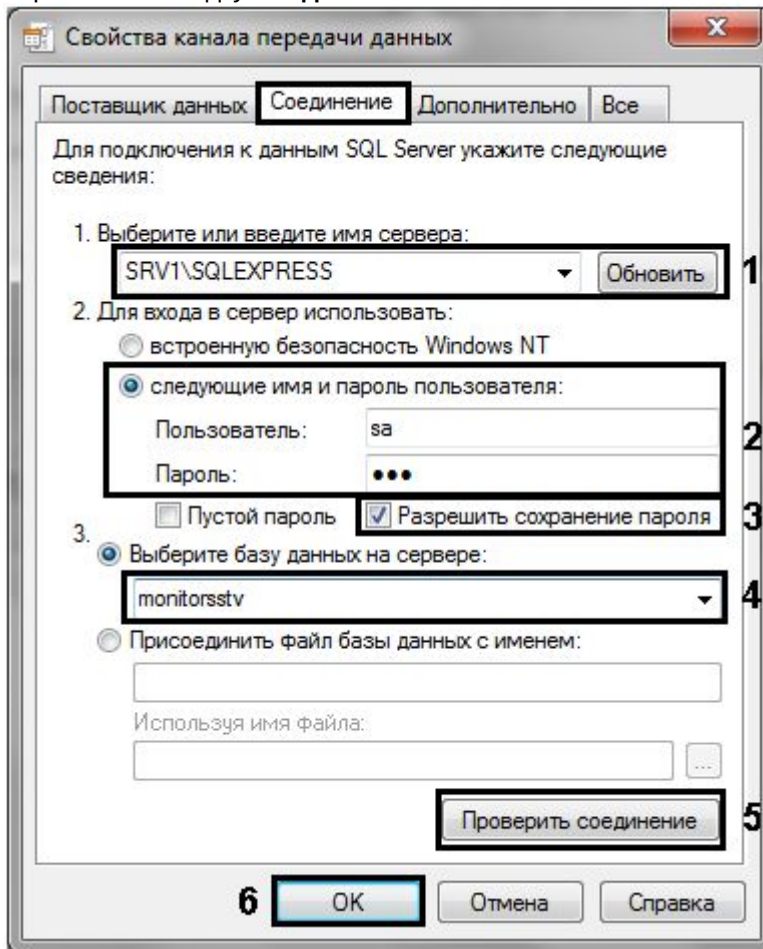 Свойства канала передачи данных
Поставщик данных Соединение Дополнительно Все
Для подключения к данным SQL Server укажите следующие
сведения:
1. Выберите или введите имя сервера:
SRV1\SQLEXPRESS Обновить 1
2. Для входа в сервер использовать:
встроенную безопасность Windows NT
следующие имя и пароль пользователя:
Пользователь: sa
2
Пароль: ●●●
Пустой пароль Разрешить сохранение пароля 3
3.
Выберите базу данных на сервере:
monitorsstv 4
Присоединить файл базы данных с именем:
Используя имя файла:
...
Проверить соединение 5
6 OK Отмена Справка